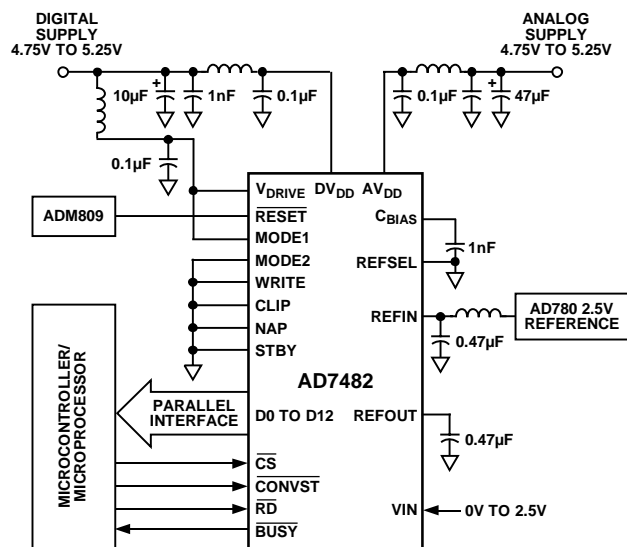 DIGITAL
SUPPLY
4.75V TO 5.25V
ANALOG
SUPPLY
4.75V TO 5.25V
+
10µF
1nF
0.1µF
0.1µF
+
47µF
0.1µF
VDRIVE
DVDD
AVDD
ADM809
RESET
CBIAS
MODE1
1nF
MODE2
REFSEL
WRITE
CLIP
REFIN
AD780 2.5V
REFERENCE
NAP
0.47µF
STBY
AD7482
MICROCONTROLLER/
MICROPROCESSOR
PARALLEL
INTERFACE
D0 TO D12
REFOUT
0.47µF
CS
CONVST
RD
VIN
0V TO 2.5V
BUSY